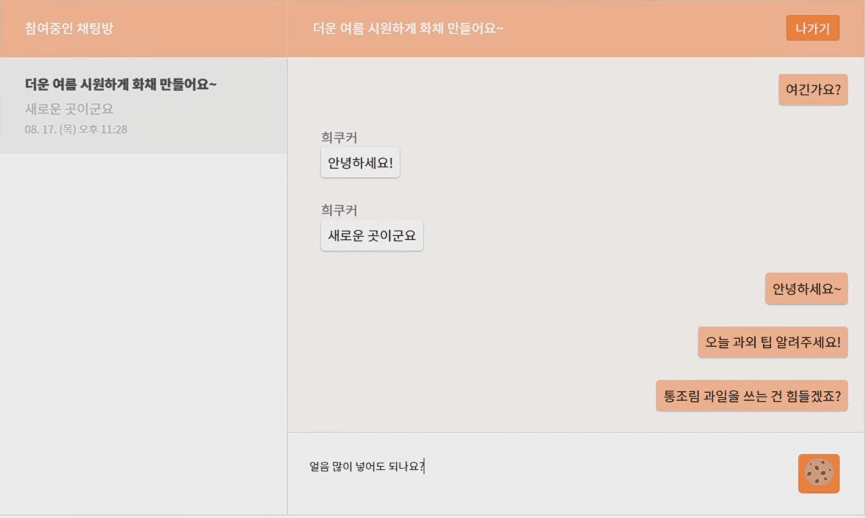 참여중인 채팅방
더운 여름 시원하게 화채 만들어요~
나가기
더운 여름 시원하게 화채 만들어요~
새로운 곳이군요
08. 17. (목) 오후 11:28
여긴가요?
희쿠커
안녕하세요!
희쿠커
새로운 곳이군요
안녕하세요~
오늘 과외 팁 알려주세요!
통조림 과일을 쓰는 건 힘들겠죠?
얼음 많이 넣어도 되나요?